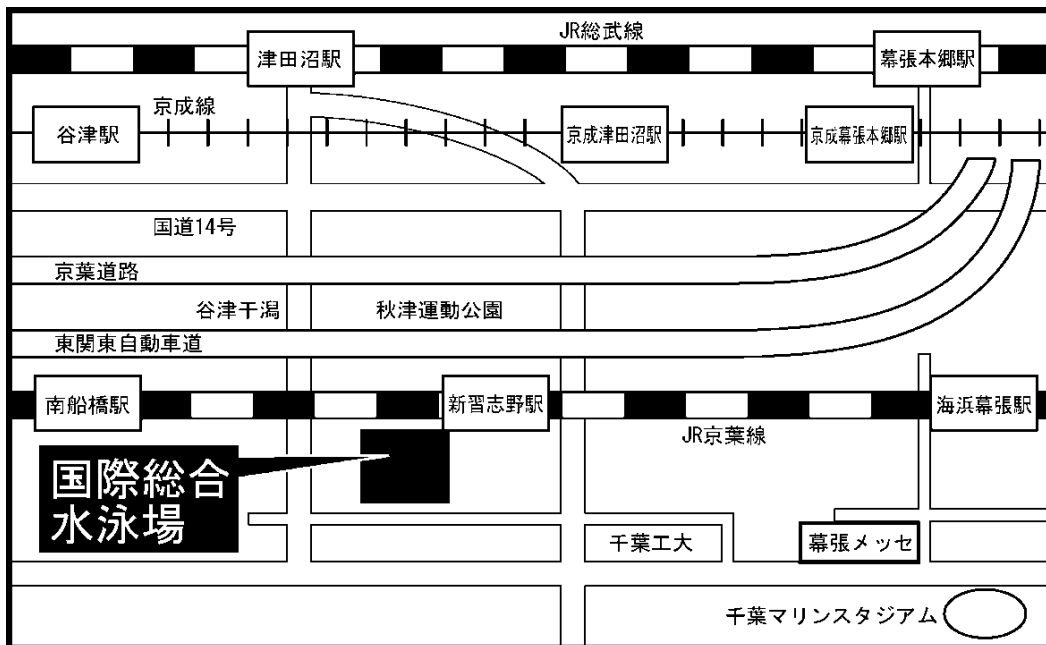 JR総武線
津田沼駅
幕張本郷駅
京成線
谷津駅
京成津田沼駅
京成幕張本郷駅
国道14号
京葉道路
谷津干潟
秋津運動公園
東関東自動車道
南船橋駅
新習志野駅
海浜幕張駅
JR京葉線
国際総合
水泳場
千葉工大
幕張メッセ
千葉マリンスタジアム